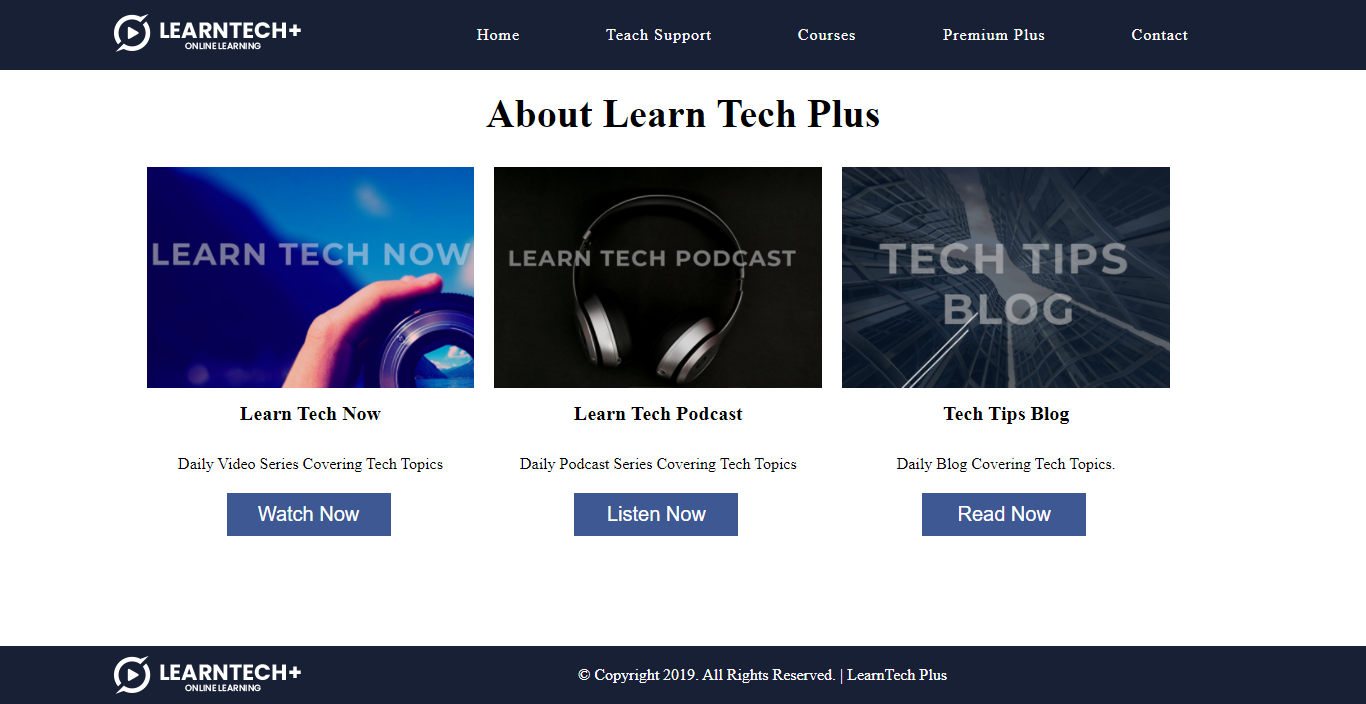 LEARNTECH+
ONLINE LEARNING
Home Teach Support Courses Premium Plus Contact
About Learn Tech Plus
LEARN TECH NOW
LEARN TECH PODCAST
TECH TIPS
BLOG
Learn Tech Now
Learn Tech Podcast
Tech Tips Blog
Daily Video Series Covering Tech Topics
Daily Podcast Series Covering Tech Topics
Daily Blog Covering Tech Topics.
Watch Now
Listen Now
Read Now
LEARNTECH+
ONLINE LEARNING
© Copyright 2019. All Rights Reserved. | LearnTech Plus